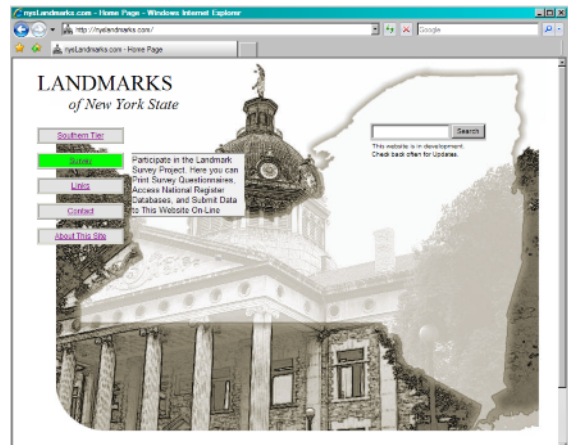 nysLandmarks.com - Home Page - Windows Internet Explorer
http://nyslandmarks.com/
Google
nysLandmarks.com - Home Page
LANDMARKS
of New York State
Southern Tier
Survey
Links
Contact
About This Site
Participate in the Landmark
Survey Project. Here you can
Print Survey Questionnaires,
Access National Register
Databases, and Submit Data
to This Website On-Line
Search
This website is in development.
Check back often for Updates.